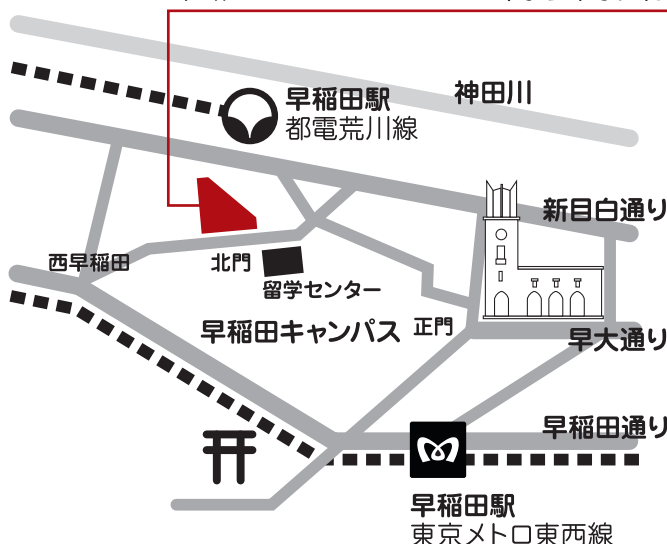 早稲田駅
都電荒川線
神田川
新目白通り
西早稲田
北門
留学センター
早稲田キャンパス
正門
早大通り
早稲田通り
早稲田駅
東京メトロ東西線